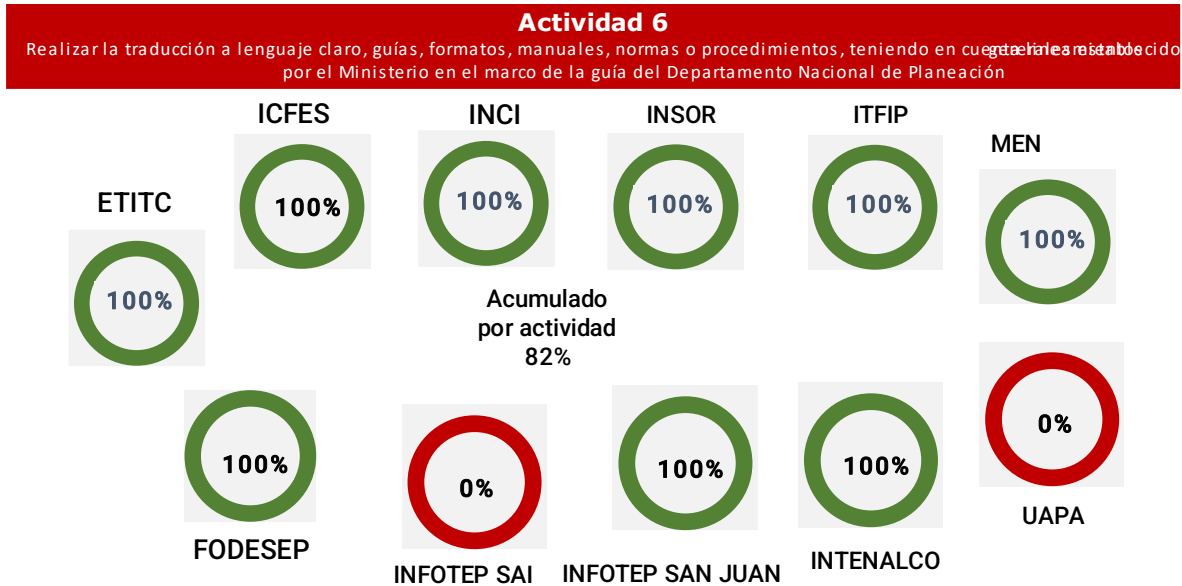 Actividad 6
Realizar la traducción a lenguaje claro, guías, formatos, manuales, normas o procedimientos, teniendo en cuenta
por el Ministerio en el marco de la guía del Departamento Nacional de Planeación
ICFES
INCI
INSOR
ITFIP
MEN
ETITC
100%
100%
100%
100%
100%
100%
Acumulado
por actividad
82%
100%
0%
100%
100%
0%
FODESEP
INFOTEP SAI
INFOTEP SAN JUAN
INTENALCO
UAPA